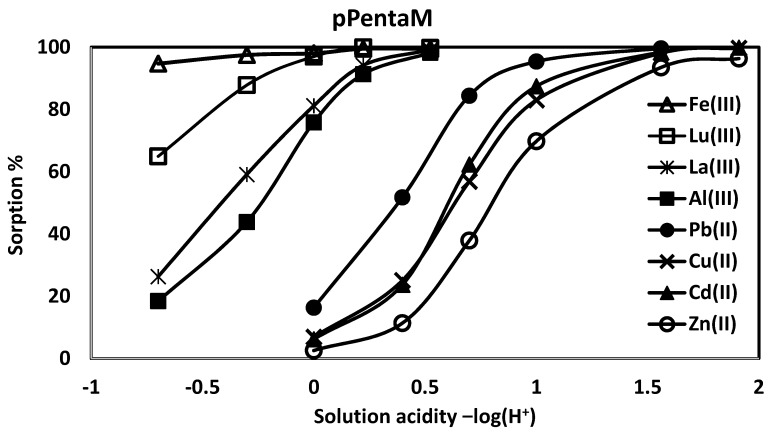 pPentaM
Sorption %
100
80
60
40
20
0
-1
-0.5
0
0.5
1
1.5
2
Solution acidity –log(H⁺)
Fe(III)
Lu(III)
La(III)
Al(III)
Pb(II)
Cu(II)
Cd(II)
Zn(II)